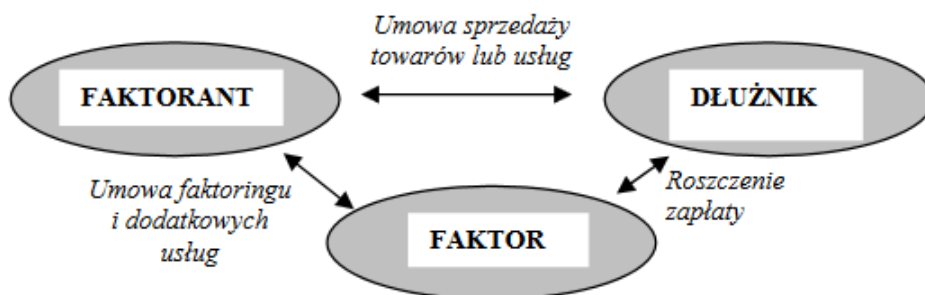 Umowa sprzedaży
towarów lub usług
FAKTORANT
DŁUŻNIK
Umowa faktoringu
i dodatkowych
usług
Roszczenie
zapłaty
FAKTOR